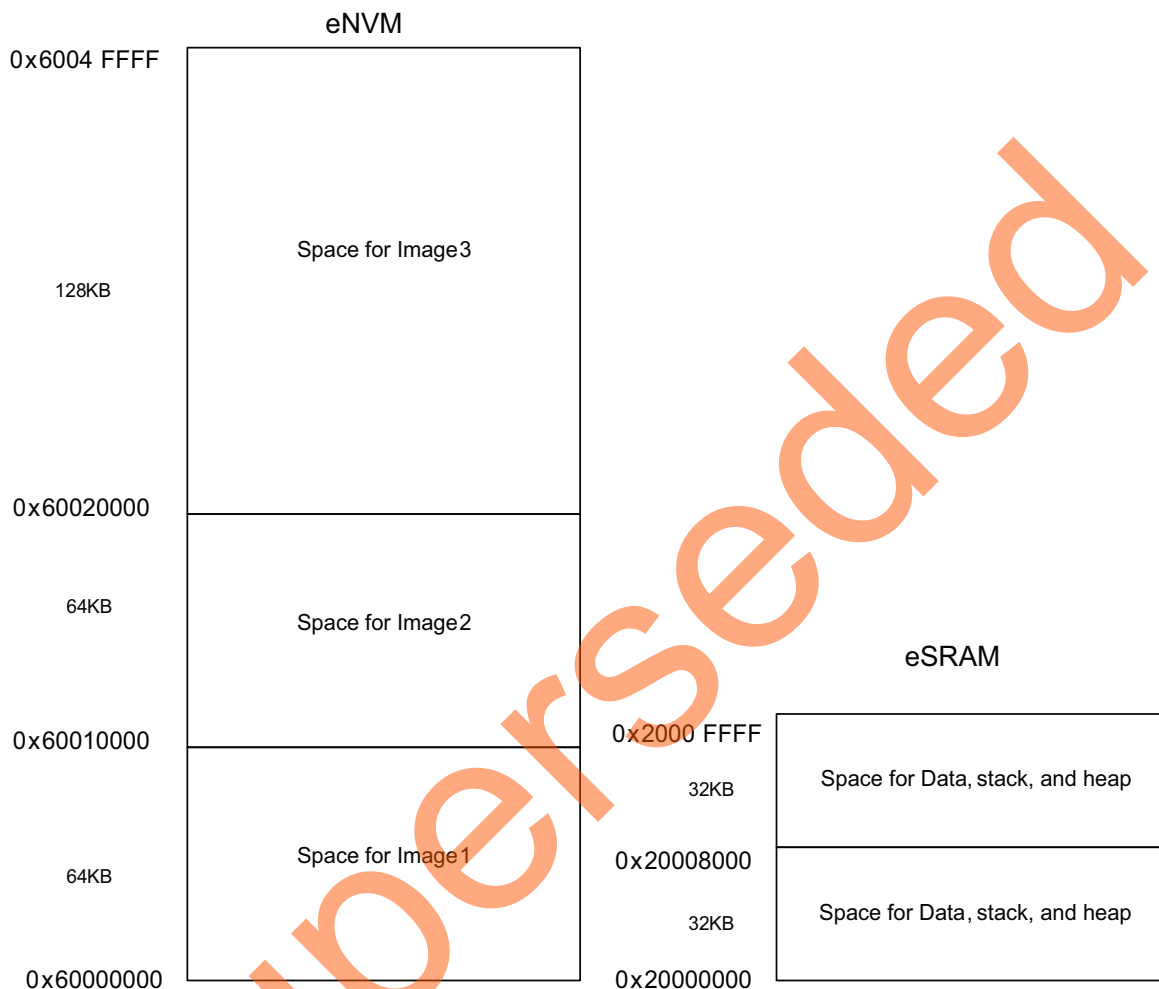 eNVM
0x6004 FFFF
Space for Image3
128KB
0x60020000
64KB
Space for Image2
eSRAM
0x60010000
0x2000 FFFF
32KB
Space for Data, stack, and heap
Space for Image1
0x20008000
64KB
32KB
Space for Data, stack, and heap
0x60000000
0x20000000
perseded